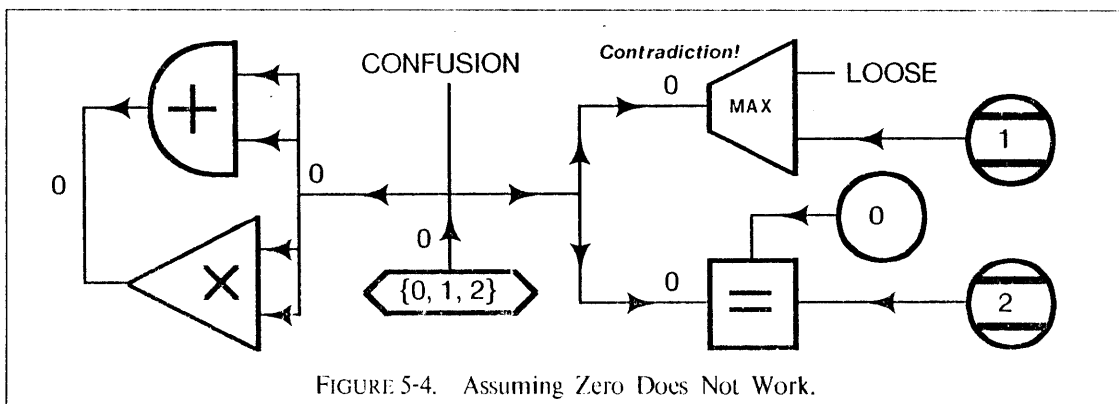 Contradiction!
CONFUSION
0
LOOSE
MAX
+
1
0
0
0
0
0
×
{0, 1, 2}
=
2
FIGURE 5-4. Assuming Zero Does Not Work.